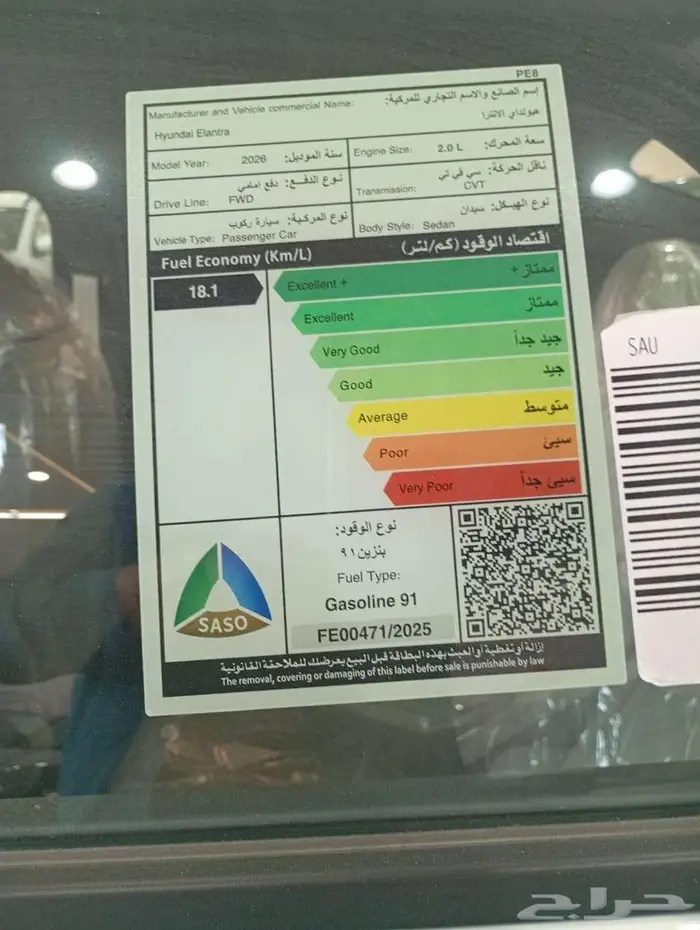 PE8
Manufacturer and Vehicle commercial Name: إسم الصانع والاسم التجاري للمركبة:
Hyundai Elantra هيونداي الانترا
Model Year: 2026 سنة الموديل:
Engine Size: 2.0 L سعة المحرك:
Drive Line: FWD نوع الدفـع: دفع امامي
Transmission: CVT ناقل الحركة: سي في تي
Vehicle Type: Passenger Car نوع المركبة: سيارة ركوب
Body Style: Sedan نوع الهيكل: سيدان
Fuel Economy (Km/L) اقتصاد الوقود (كم/لتر)
18.1
Excellent + ممتاز +
Excellent ممتاز
Very Good جيد جداً
Good جيد
Average متوسط
Poor سيئ
Very Poor سيئ جداً
نوع الوقود:
بنزين ٩١
Fuel Type:
Gasoline 91
FE00471/2025
SASO
إزالة أو تغطية أو العبث بهذه البطاقة قبل البيع يعرضك للملاحقة القانونية
The removal, covering or damaging of this label before sale is punishable by law
SAU
حراج